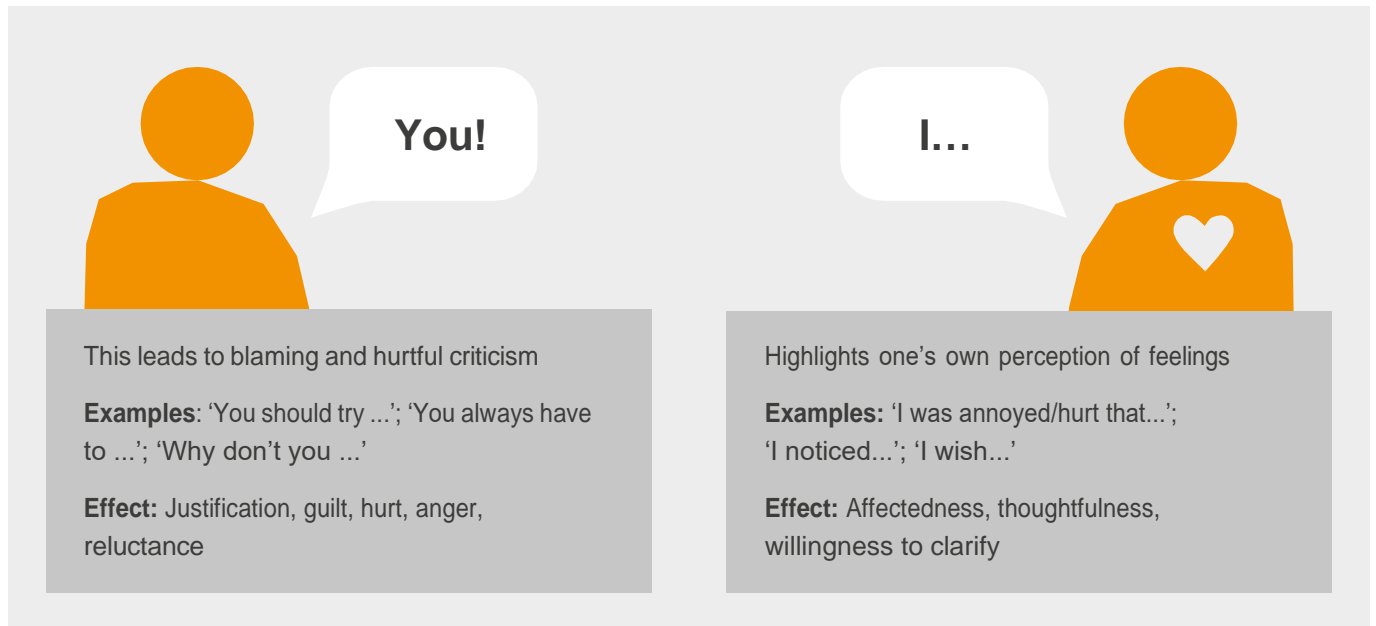 You!
This leads to blaming and hurtful criticism
Examples: ‘You should try ...’; ‘You always have
to ...’; ‘Why don’t you ...’
Effect: Justification, guilt, hurt, anger,
reluctance
I…
Highlights one’s own perception of feelings
Examples: ‘I was annoyed/hurt that...’;
‘I noticed...’; ‘I wish...’
Effect: Affectedness, thoughtfulness,
willingness to clarify